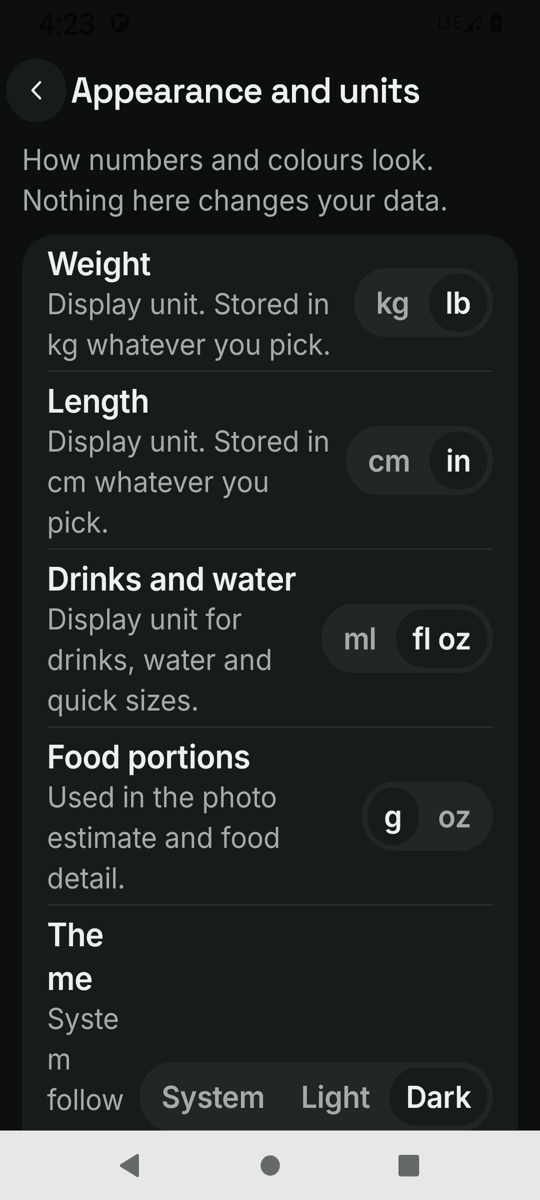 4:23
LTE
Appearance and units
How numbers and colours look.
Nothing here changes your data.
Weight
Display unit. Stored in
kg whatever you pick.
kg lb
Length
Display unit. Stored in
cm whatever you
pick.
cm in
Drinks and water
Display unit for
drinks, water and
quick sizes.
ml fl oz
Food portions
Used in the photo
estimate and food
detail.
g oz
The
me
Syste
m
follow
System Light Dark